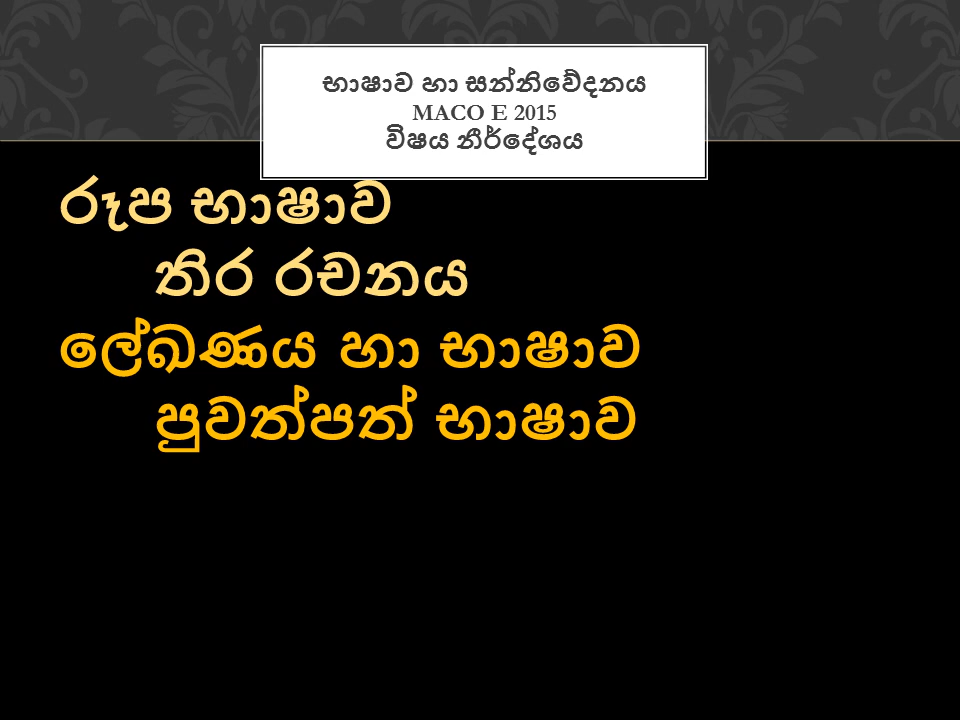 භාෂාව හා සන්නිවේදනය
MACO E 2015
විෂය නිර්දේශය
රූප භාෂාව
තිර රචනය
ලේඛණය හා භාෂාව
පුවත්පත් භාෂාව